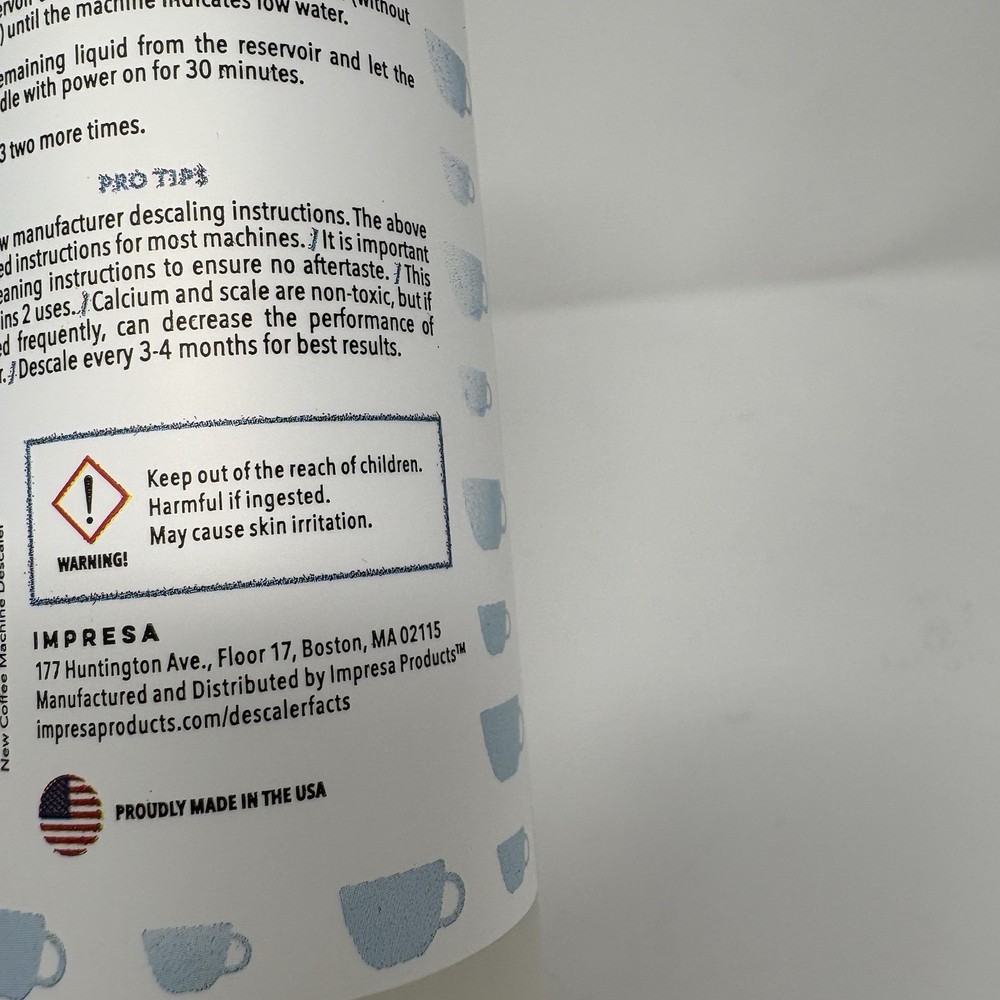 (without
) until the machine indicates low water.
emaining liquid from the reservoir and let the
dle with power on for 30 minutes.
3 two more times.
PRO TIPS
w manufacturer descaling instructions. The above
ed instructions for most machines. / It is important
eaning instructions to ensure no aftertaste. / This
ins 2 uses. / Calcium and scale are non-toxic, but if
ed frequently, can decrease the performance of
r. / Descale every 3-4 months for best results.
Keep out of the reach of children.
Harmful if ingested.
May cause skin irritation.
!
WARNING!
IMPRESA
177 Huntington Ave., Floor 17, Boston, MA 02115
Manufactured and Distributed by Impresa Products™
impresaproducts.com/descalerfacts
PROUDLY MADE IN THE USA
New Coffee Machine Descaler